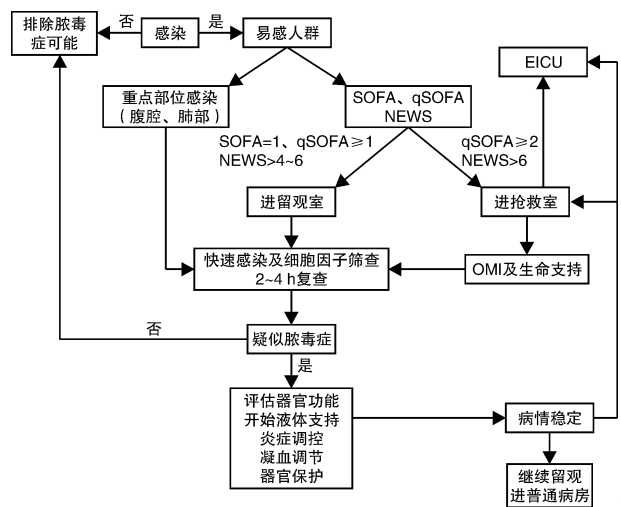 排除脓毒
症可能
否
感染
是
易感人群
EICU
重点部位感染
（腹腔、肺部）
SOFA、qSOFA
NEWS
SOFA=1、qSOFA≥1
NEWS>4~6
qSOFA≥2
NEWS>6
进留观室
进抢救室
快速感染及细胞因子筛查
2~4 h复查
OMI及生命支持
否
疑似脓毒症
是
评估器官功能
开始液体支持
炎症调控
凝血调节
器官保护
病情稳定
继续留观
进普通病房